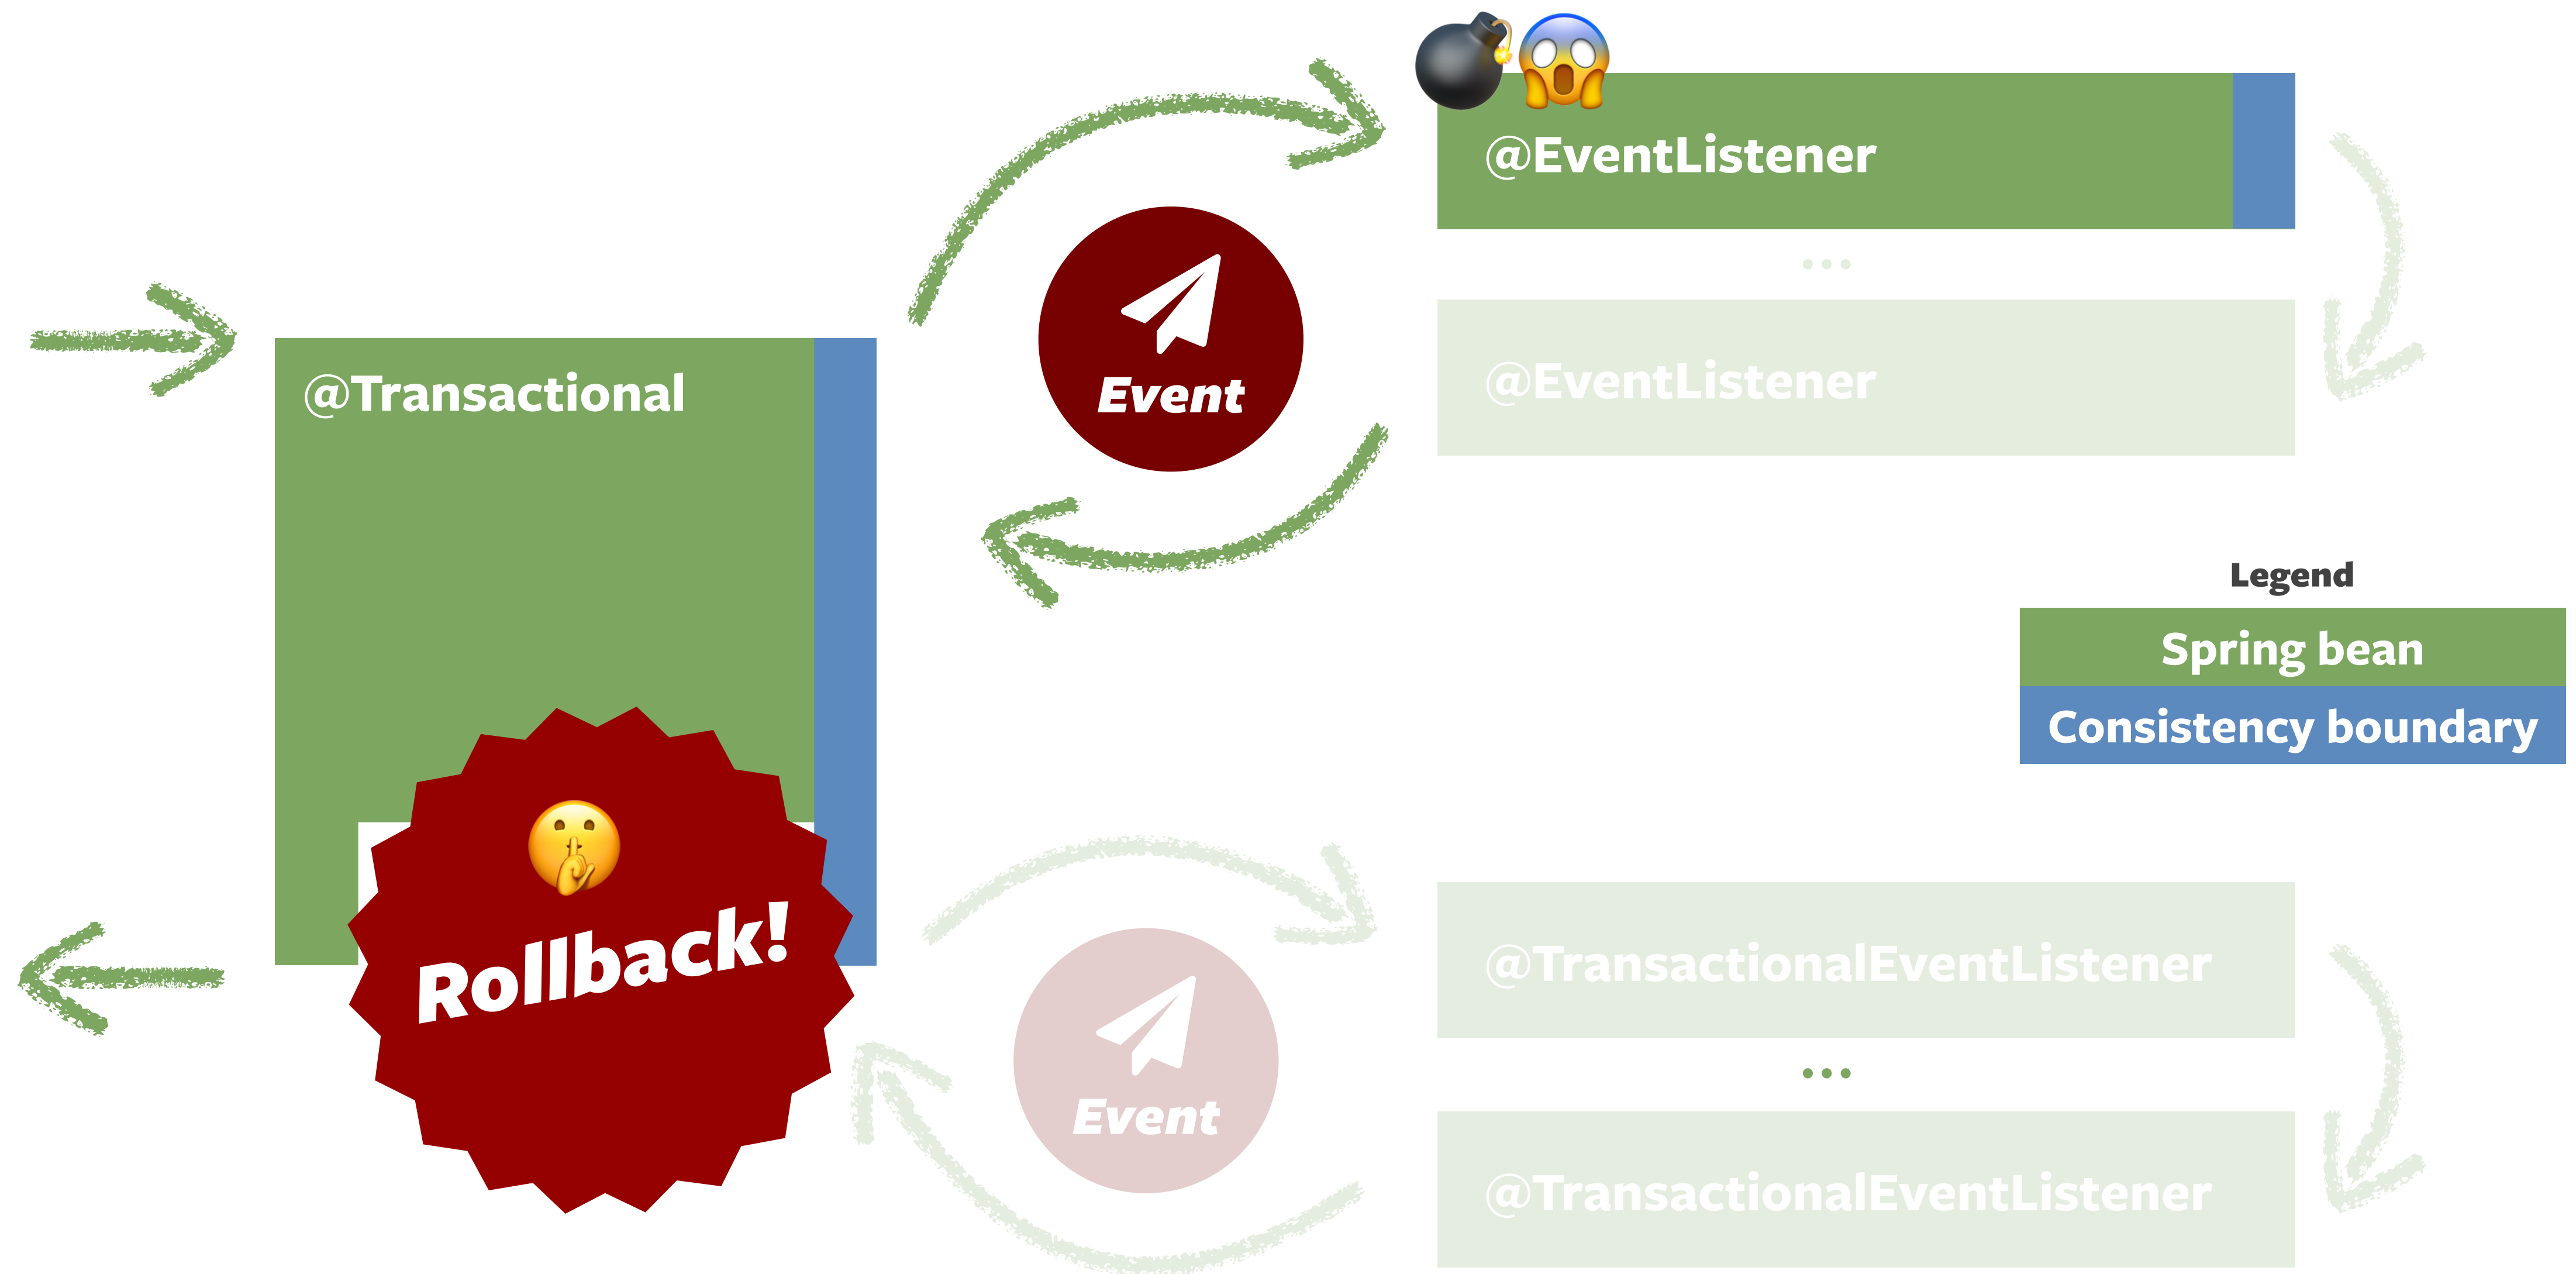 @EventListener
...
@EventListener
@Transactional
Event
Legend
Spring bean
Consistency boundary
Rollback!
Event
@TransactionalEventListener
...
@TransactionalEventListener